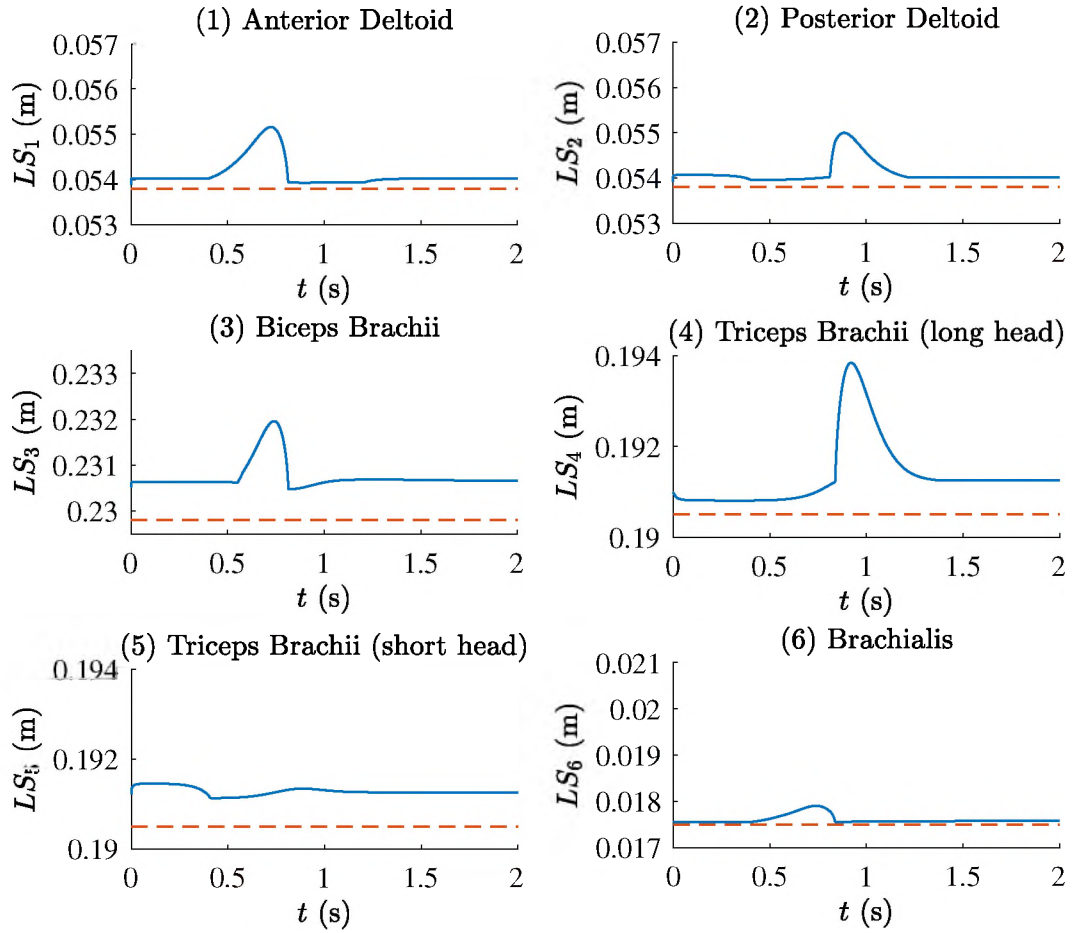 (1) Anterior Deltoid
0.057
0.056
0.055
0.054
0.053
LS1 (m)
0 0.5 1 1.5 2
t (s)
(2) Posterior Deltoid
0.057
0.056
0.055
0.054
0.053
LS2 (m)
0 0.5 1 1.5 2
t (s)
(3) Biceps Brachii
0.233
0.232
0.231
0.23
LS3 (m)
0 0.5 1 1.5 2
t (s)
(4) Triceps Brachii (long head)
0.194
0.192
0.19
LS4 (m)
0 0.5 1 1.5 2
t (s)
(5) Triceps Brachii (short head)
0.194
0.192
0.19
LS5 (m)
0 0.5 1 1.5 2
t (s)
(6) Brachialis
0.021
0.02
0.019
0.018
0.017
LS6 (m)
0 0.5 1 1.5 2
t (s)